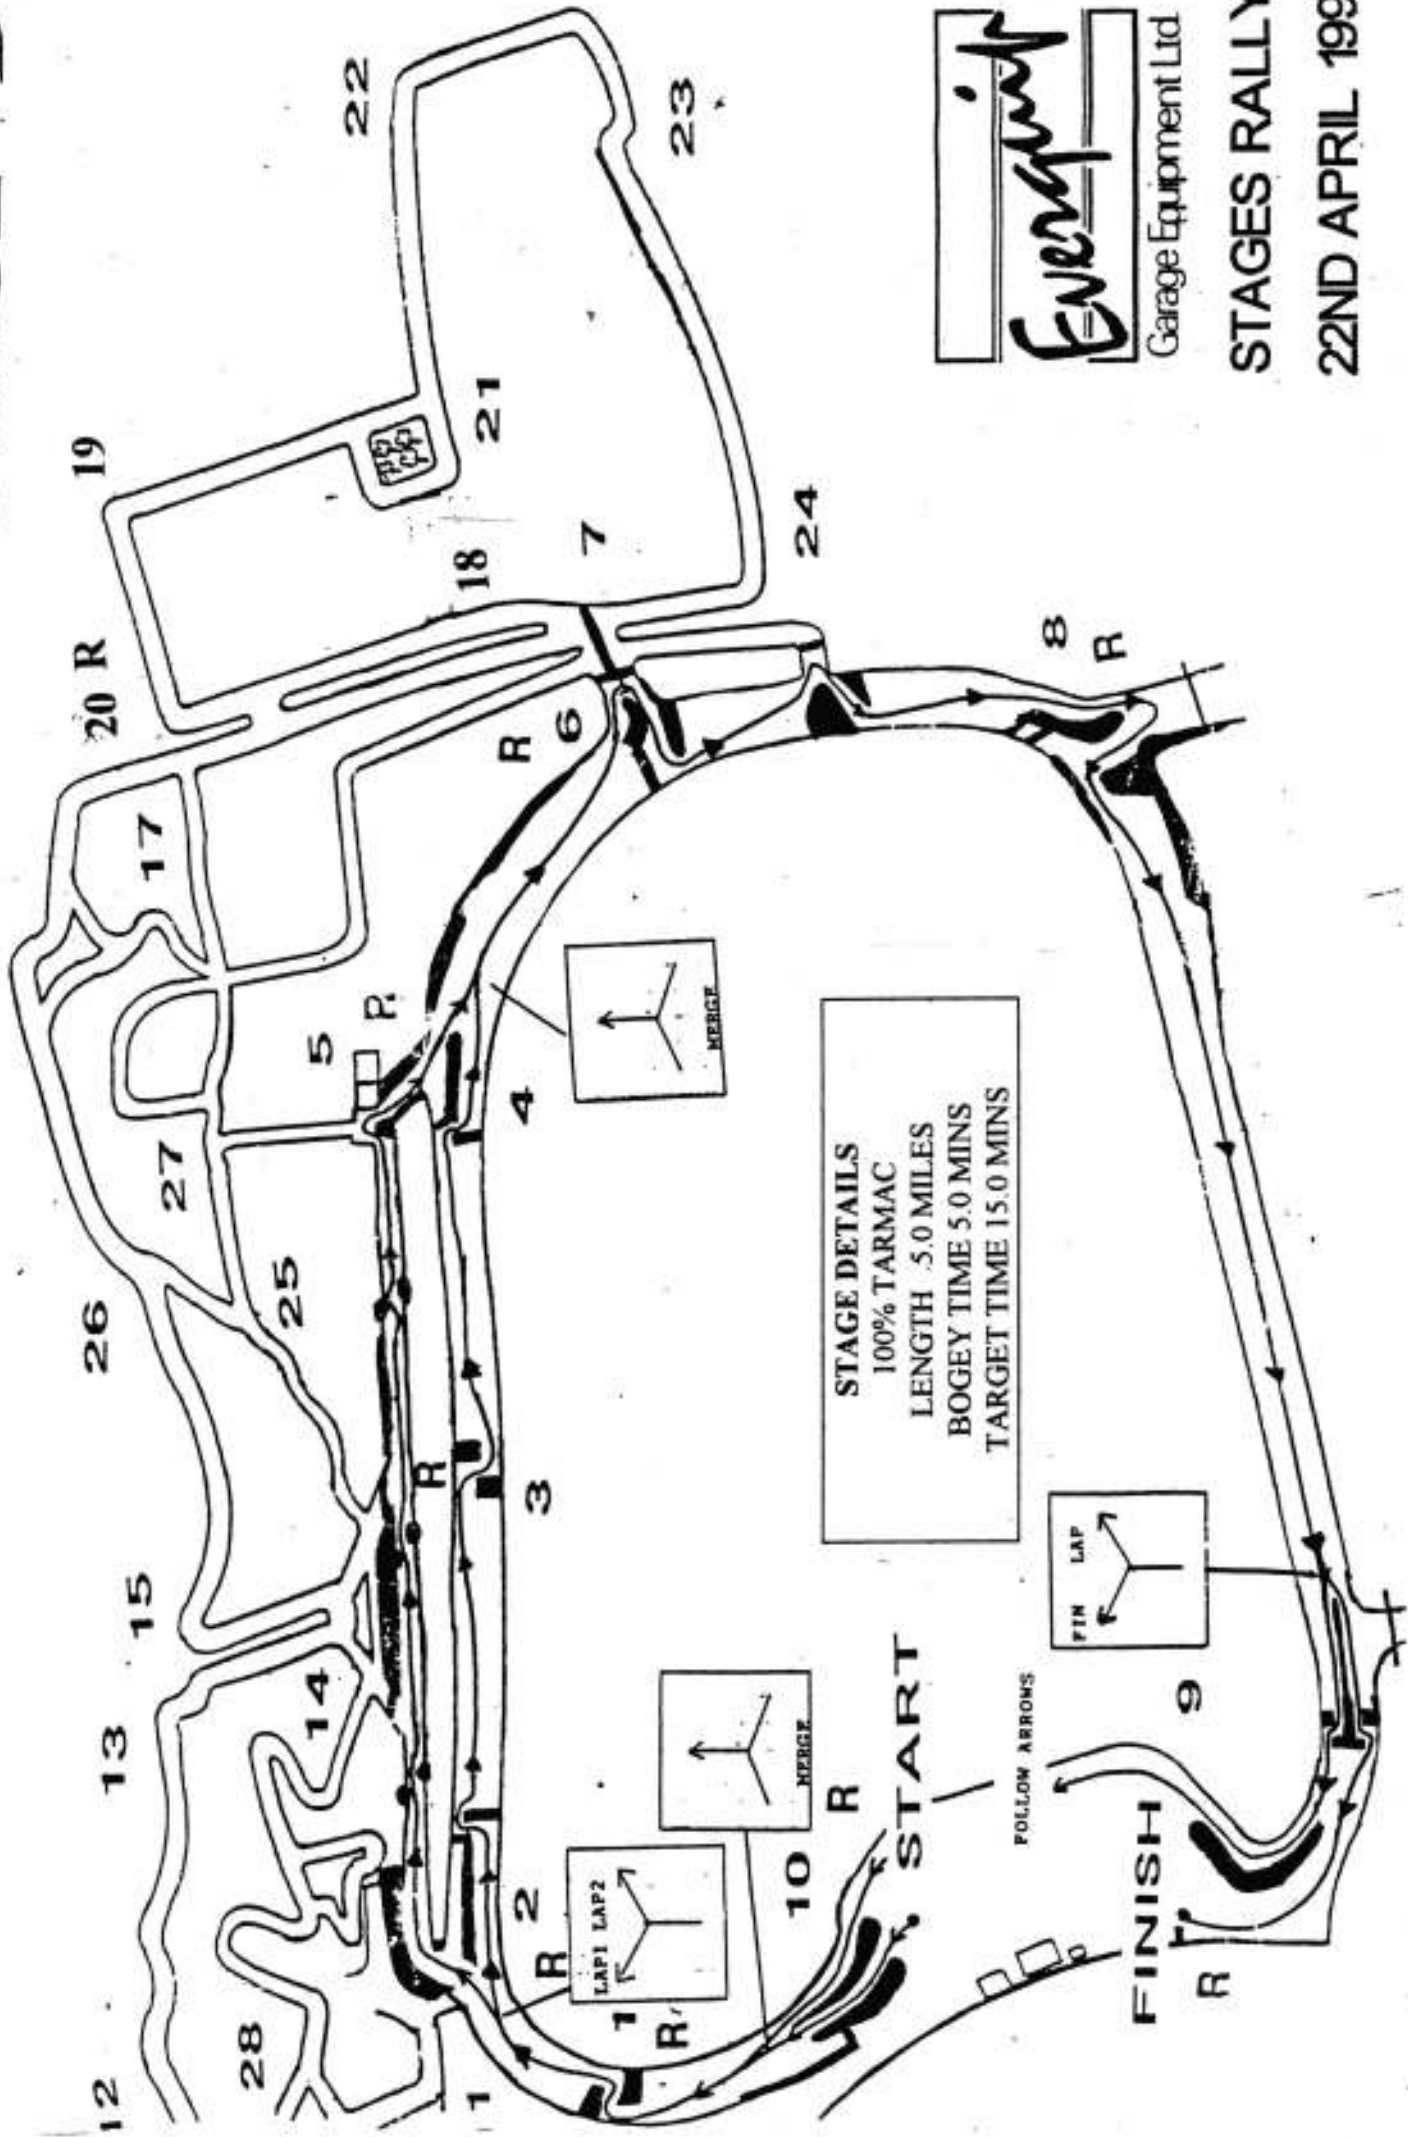 22
23
19
21
20 R
18
7
24
17
R
6
8
R
5
R
27
26
25
4
MERGE
STAGE DETAILS
100% TARMAC
LENGTH .5.0 MILES
BOGEY TIME 5.0 MINS
TARGET TIME 15.0 MINS
15
13
14
R
3
FIN LAP
9
MERGE
10
R
START
FOLLOW ARROWS
FINISH
R
2
R
LAP1 LAP2
1
R
28
12
1
Everquip
Garage Equipment Ltd
STAGES RALLY
22ND APRIL 199